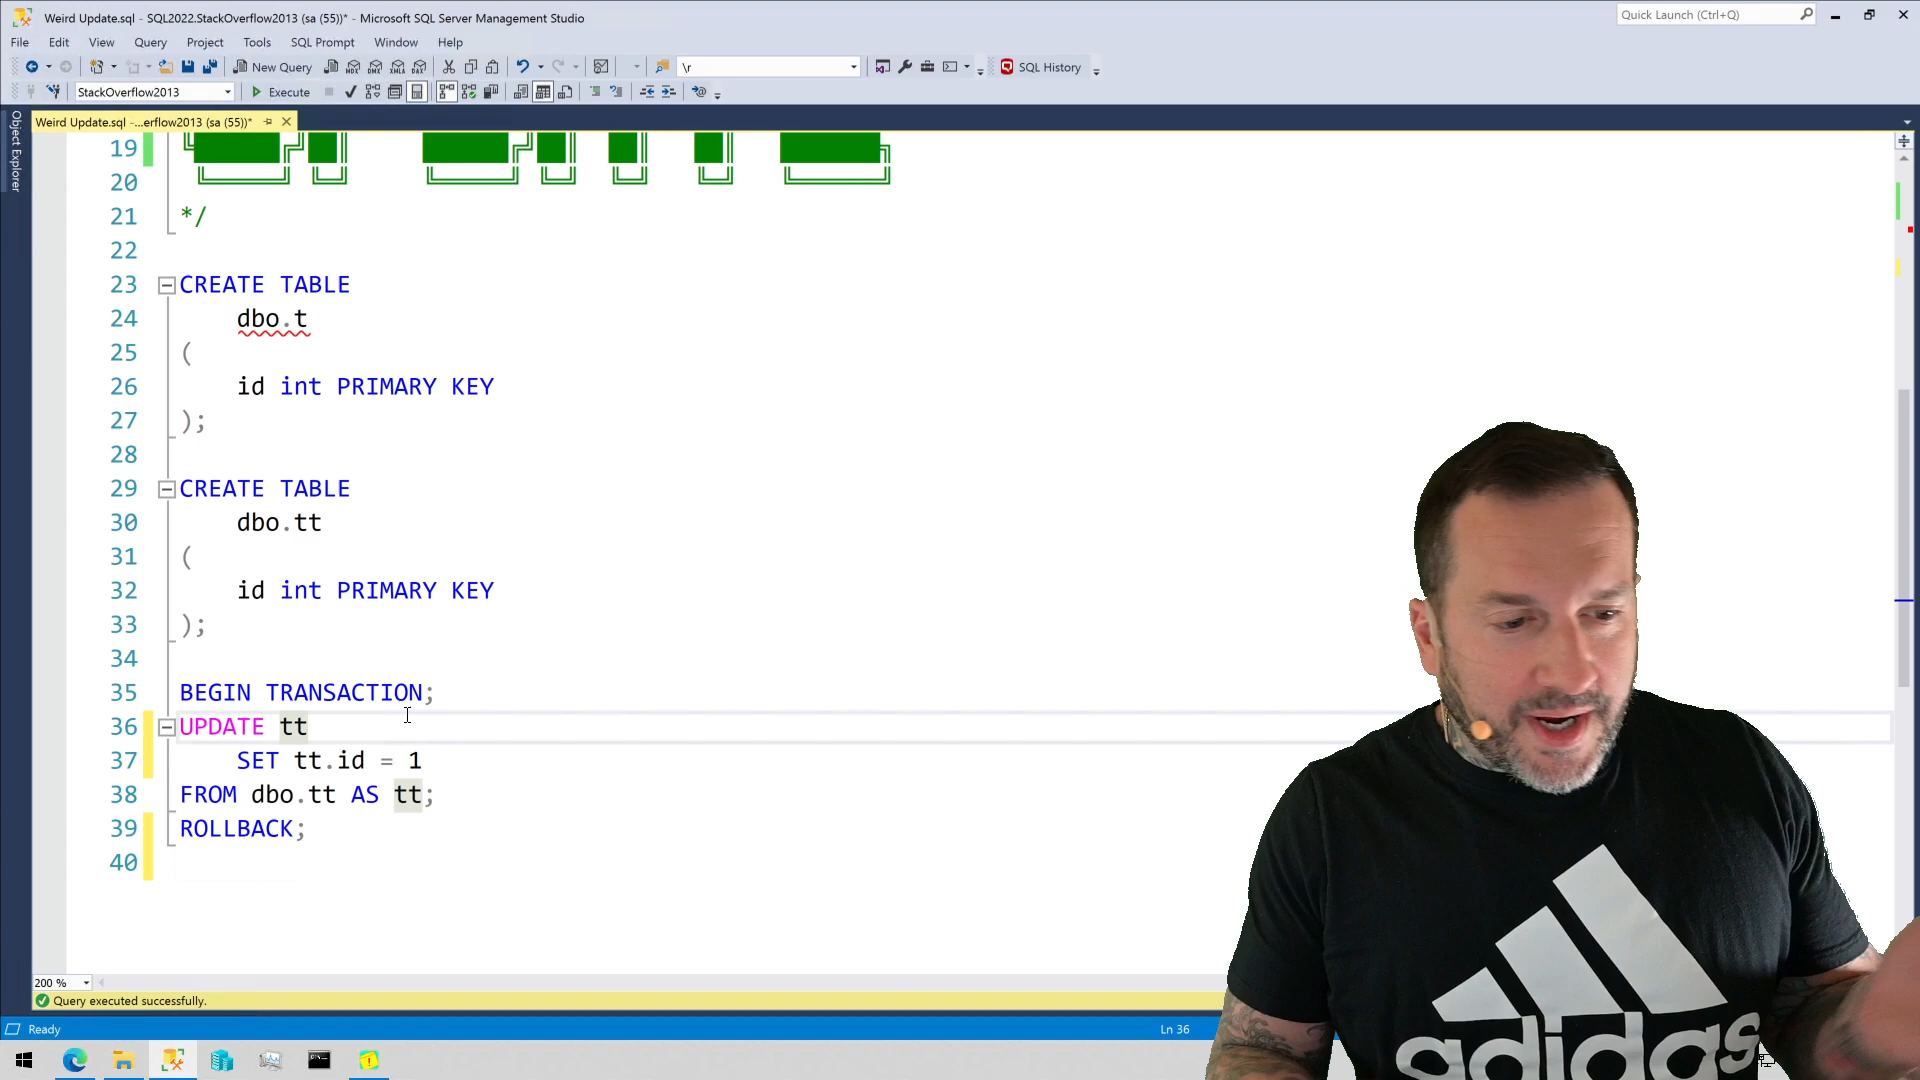 Weird Update.sql - SQL2022.StackOverflow2013 (sa (55))* - Microsoft SQL Server Management Studio
Quick Launch (Ctrl+Q)
File Edit View Query Project Tools SQL Prompt Window Help
New Query
MDX DMX XMLA DAX
\r
SQL History
StackOverflow2013
Execute
Weird Update.sql -...erflow2013 (sa (55))*
Object Explorer
19
20
21 */
22
23 CREATE TABLE
24 dbo.t
25 (
26 id int PRIMARY KEY
27 );
28
29 CREATE TABLE
30 dbo.tt
31 (
32 id int PRIMARY KEY
33 );
34
35 BEGIN TRANSACTION;
36 UPDATE tt
37 SET tt.id = 1
38 FROM dbo.tt AS tt;
39 ROLLBACK;
40
200 %
Query executed successfully.
Ready
Ln 36
adidas